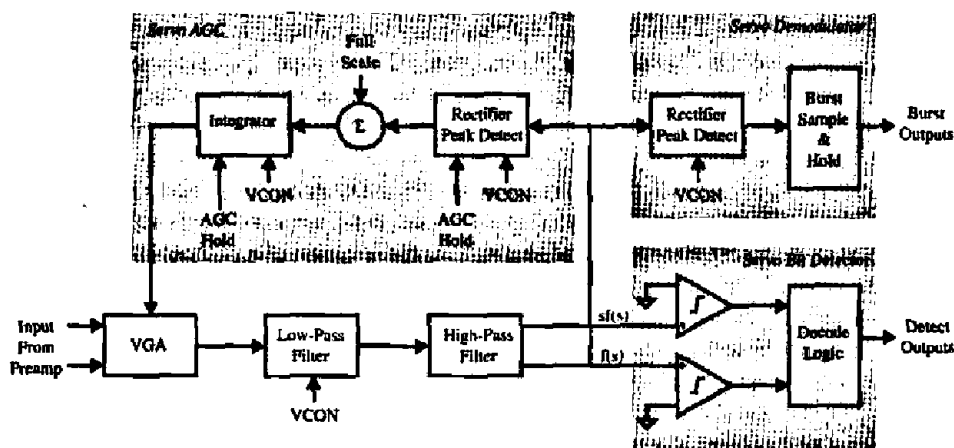 Servo AGC
Full
Scale
Integrator
Σ
Rectifier
Peak Detect
VCON
AGC
Hold
VCON
AGC
Hold
Servo Demodulator
Rectifier
Peak Detect
VCON
Burst
Sample
&
Hold
Burst
Outputs
Input
From
Preamp
VGA
Low-Pass
Filter
VCON
High-Pass
Filter
sf(s)
f(s)
Servo Bit Detector
Decode
Logic
Detect
Outputs